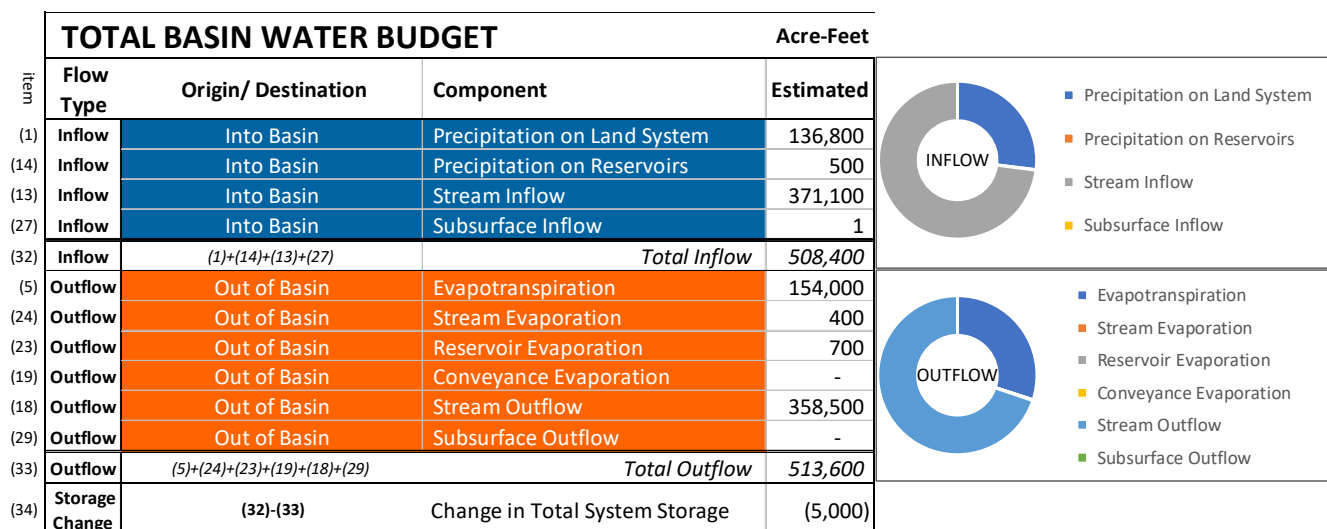 TOTAL BASIN WATER BUDGET Acre-Feet
item Flow Type Origin/ Destination Component Estimated
(1) Inflow Into Basin Precipitation on Land System 136,800
(14) Inflow Into Basin Precipitation on Reservoirs 500
(13) Inflow Into Basin Stream Inflow 371,100
(27) Inflow Into Basin Subsurface Inflow 1
(32) Inflow (1)+(14)+(13)+(27) Total Inflow 508,400
(5) Outflow Out of Basin Evapotranspiration 154,000
(24) Outflow Out of Basin Stream Evaporation 400
(23) Outflow Out of Basin Reservoir Evaporation 700
(19) Outflow Out of Basin Conveyance Evaporation -
(18) Outflow Out of Basin Stream Outflow 358,500
(29) Outflow Out of Basin Subsurface Outflow -
(33) Outflow (5)+(24)+(23)+(19)+(18)+(29) Total Outflow 513,600
(34) Storage Change (32)-(33) Change in Total System Storage (5,000)
INFLOW
Precipitation on Land System
Precipitation on Reservoirs
Stream Inflow
Subsurface Inflow
OUTFLOW
Evapotranspiration
Stream Evaporation
Reservoir Evaporation
Conveyance Evaporation
Stream Outflow
Subsurface Outflow